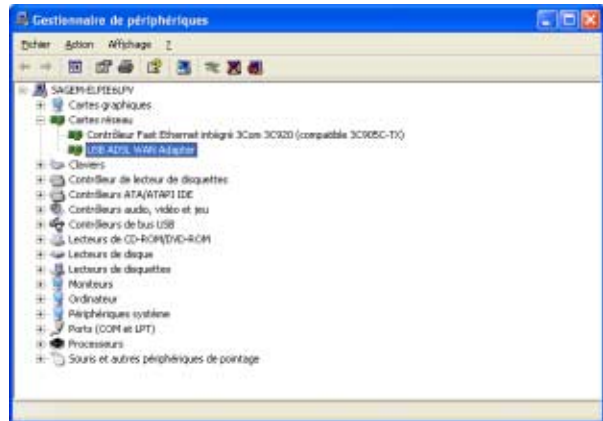 Gestionnaire de périphériques
Fichier Action Affichage ?
SAGEM-ELPIE6LPV
Cartes graphiques
Cartes réseau
Contrôleur Fast Ethernet intégré 3Com 3C920 (compatible 3C905C-TX)
USB ADSL WAN Adapter
Claviers
Contrôleur de lecteur de disquettes
Contrôleurs ATA/ATAPI IDE
Contrôleurs audio, vidéo et jeu
Contrôleurs de bus USB
Lecteurs de CD-ROM/DVD-ROM
Lecteurs de disque
Lecteurs de disquettes
Moniteurs
Ordinateur
Périphériques système
Ports (COM et LPT)
Processeurs
Souris et autres périphériques de pointage